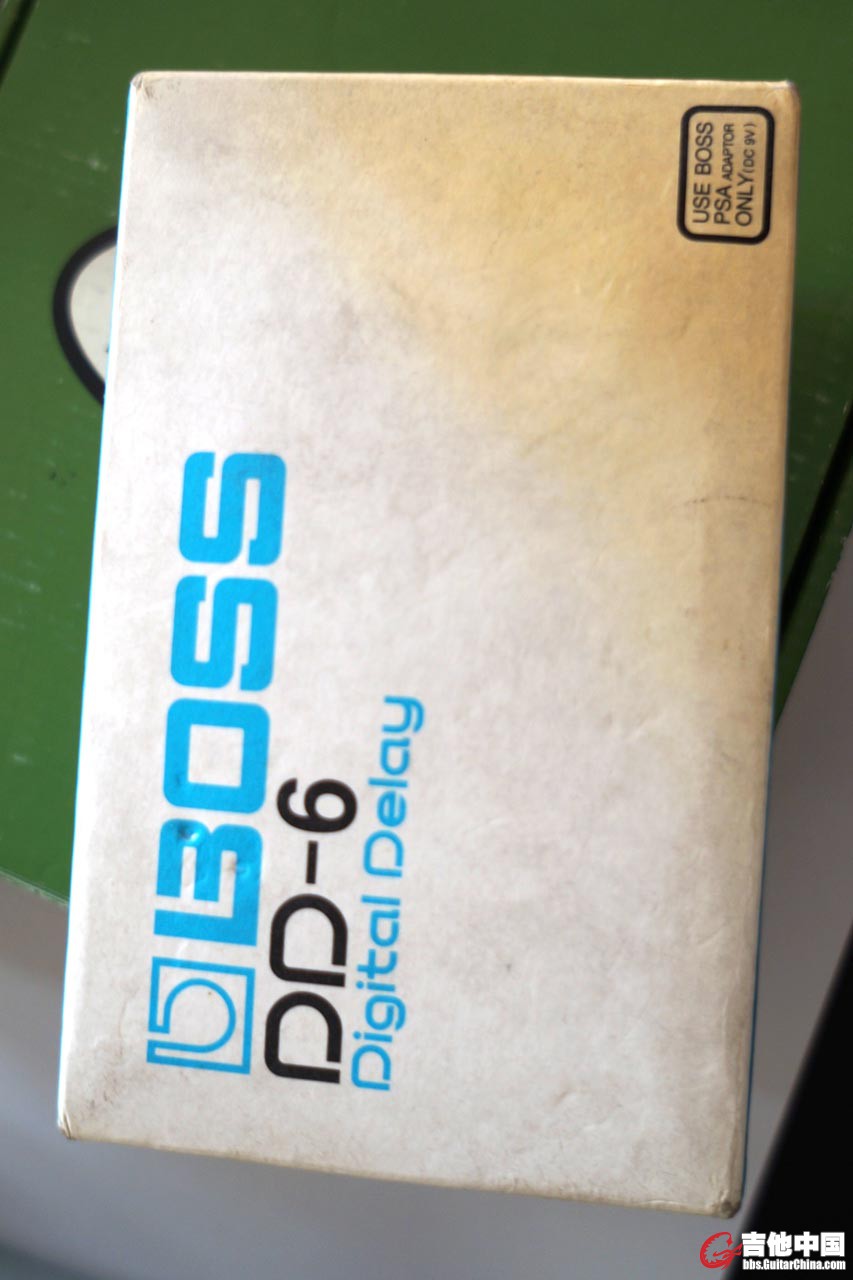 BOSS
DD-6
Digital Delay
USE BOSS
PSA ADAPTOR
ONLY(DC 9V)
吉他中国
bbs.GuitarChina.com